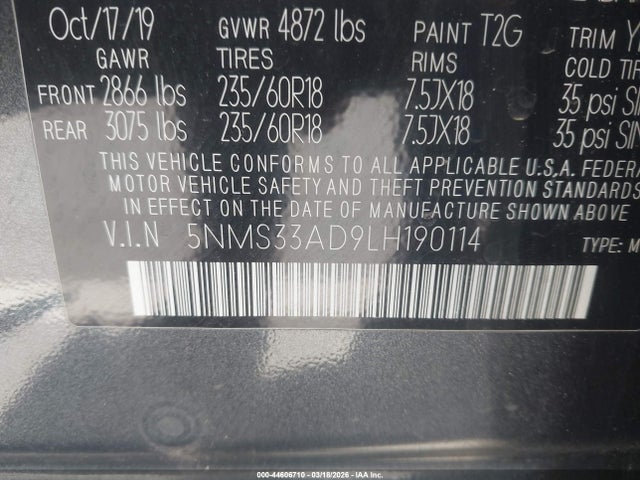 Oct/17/19 GVWR 4872 lbs PAINT T2G TRIM
GAWR TIRES RIMS COLD TI
FRONT 2866 lbs 235/60R18 7.5JX18 35 psi SIN
REAR 3075 lbs 235/60R18 7.5JX18 35 psi SIN
THIS VEHICLE CONFORMS TO ALL APPLICABLE U.S.A. FEDERA
MOTOR VEHICLE SAFETY AND THEFT PREVENTION STANDARDS
IN EFFECT ON THE DATE OF MANUFACTURE SHOWN ABOVE
V.I.N 5NMS33AD9LH190114 TYPE: M
000-44606710 - 03/18/2026 - IAA Inc.